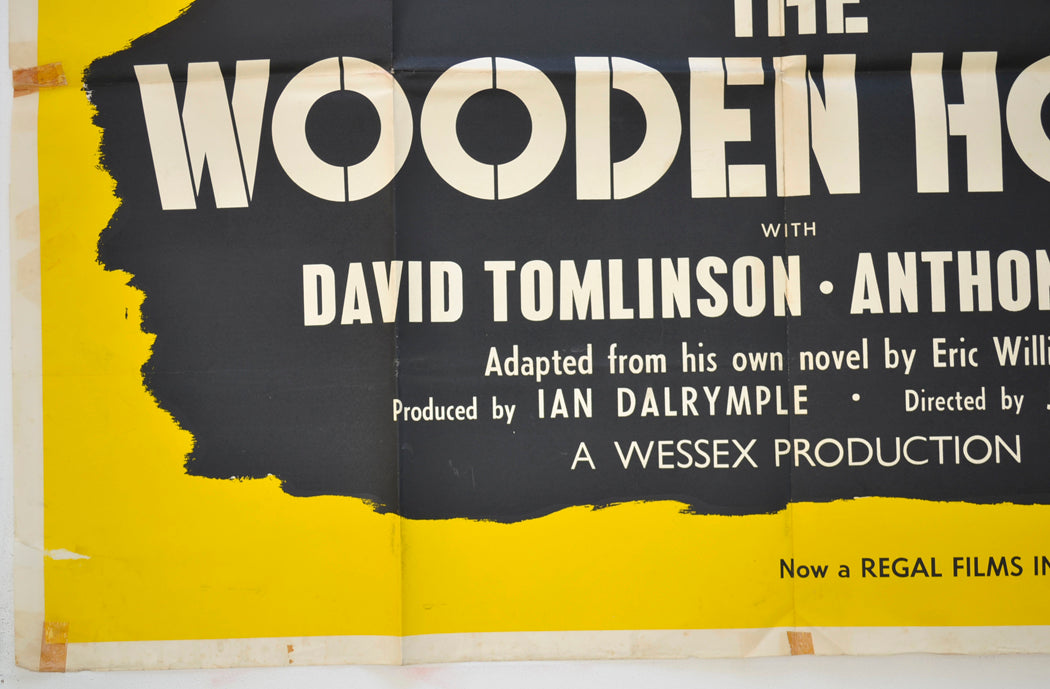 THE
WOODEN HO
WITH
DAVID TOMLINSON · ANTHON
Adapted from his own novel by Eric Willi
Produced by IAN DALRYMPLE · Directed by
A WESSEX PRODUCTION
Now a REGAL FILMS IN